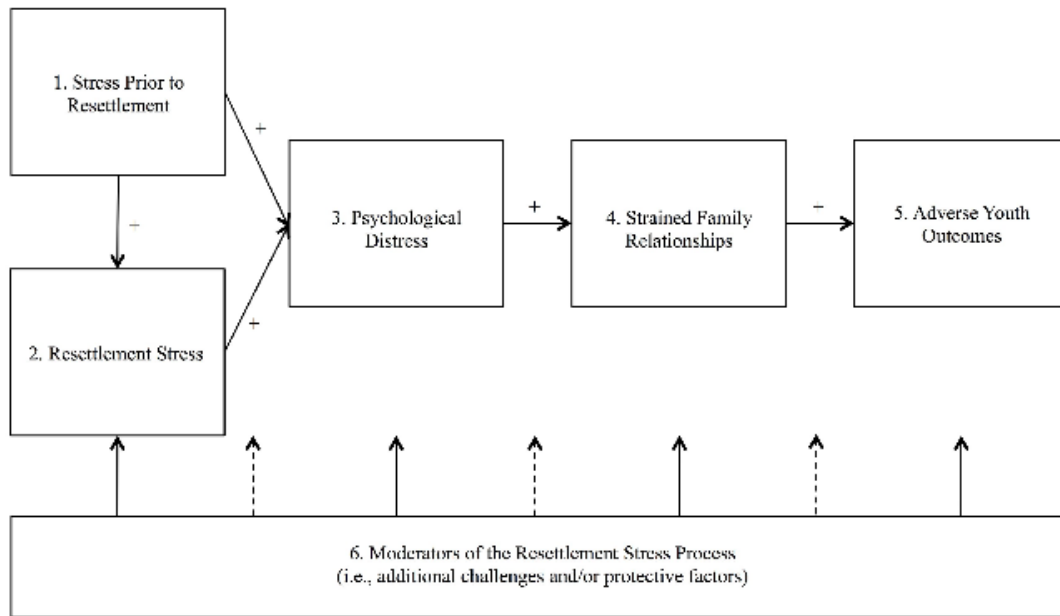 1. Stress Prior to
Resettlement
+
+
3. Psychological
Distress
+
4. Strained Family
Relationships
+
5. Adverse Youth
Outcomes
2. Resettlement Stress
+
6. Moderators of the Resettlement Stress Process
(i.e., additional challenges and/or protective factors)